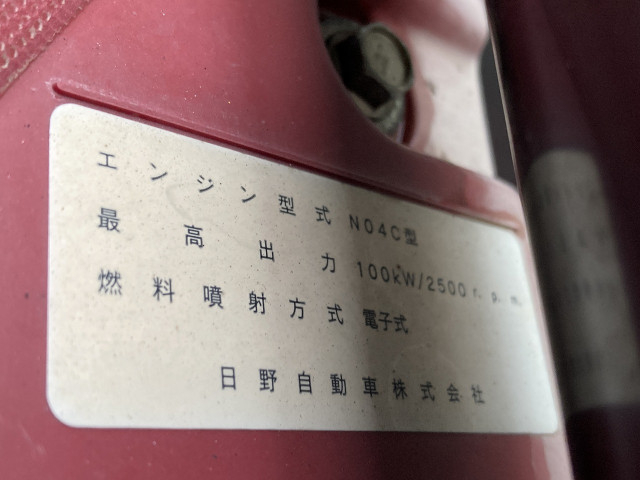 エンジン型式 N04C型
最高出力 100kW/2500 r.p.m.
燃料噴射方式 電子式
日野自動車株式会社